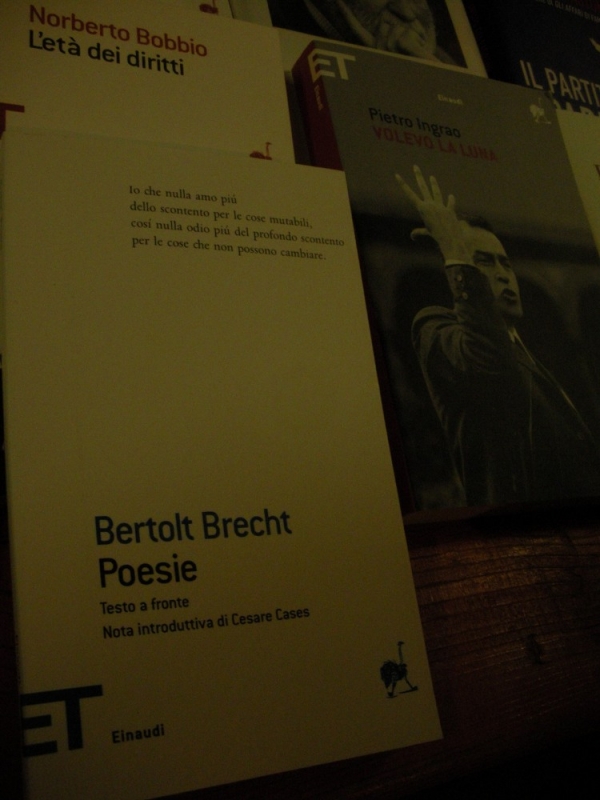 Norberto Bobbio
L'età dei diritti
ET
Einaudi
Einaudi
Pietro Ingrao
VOLEVO LA LUNA
IL PARTIT
Io che nulla amo più
dello scontento per le cose mutabili,
così nulla odio più del profondo scontento
per le cose che non possono cambiare.
Bertolt Brecht
Poesie
Testo a fronte
Nota introduttiva di Cesare Cases
ET
Einaudi